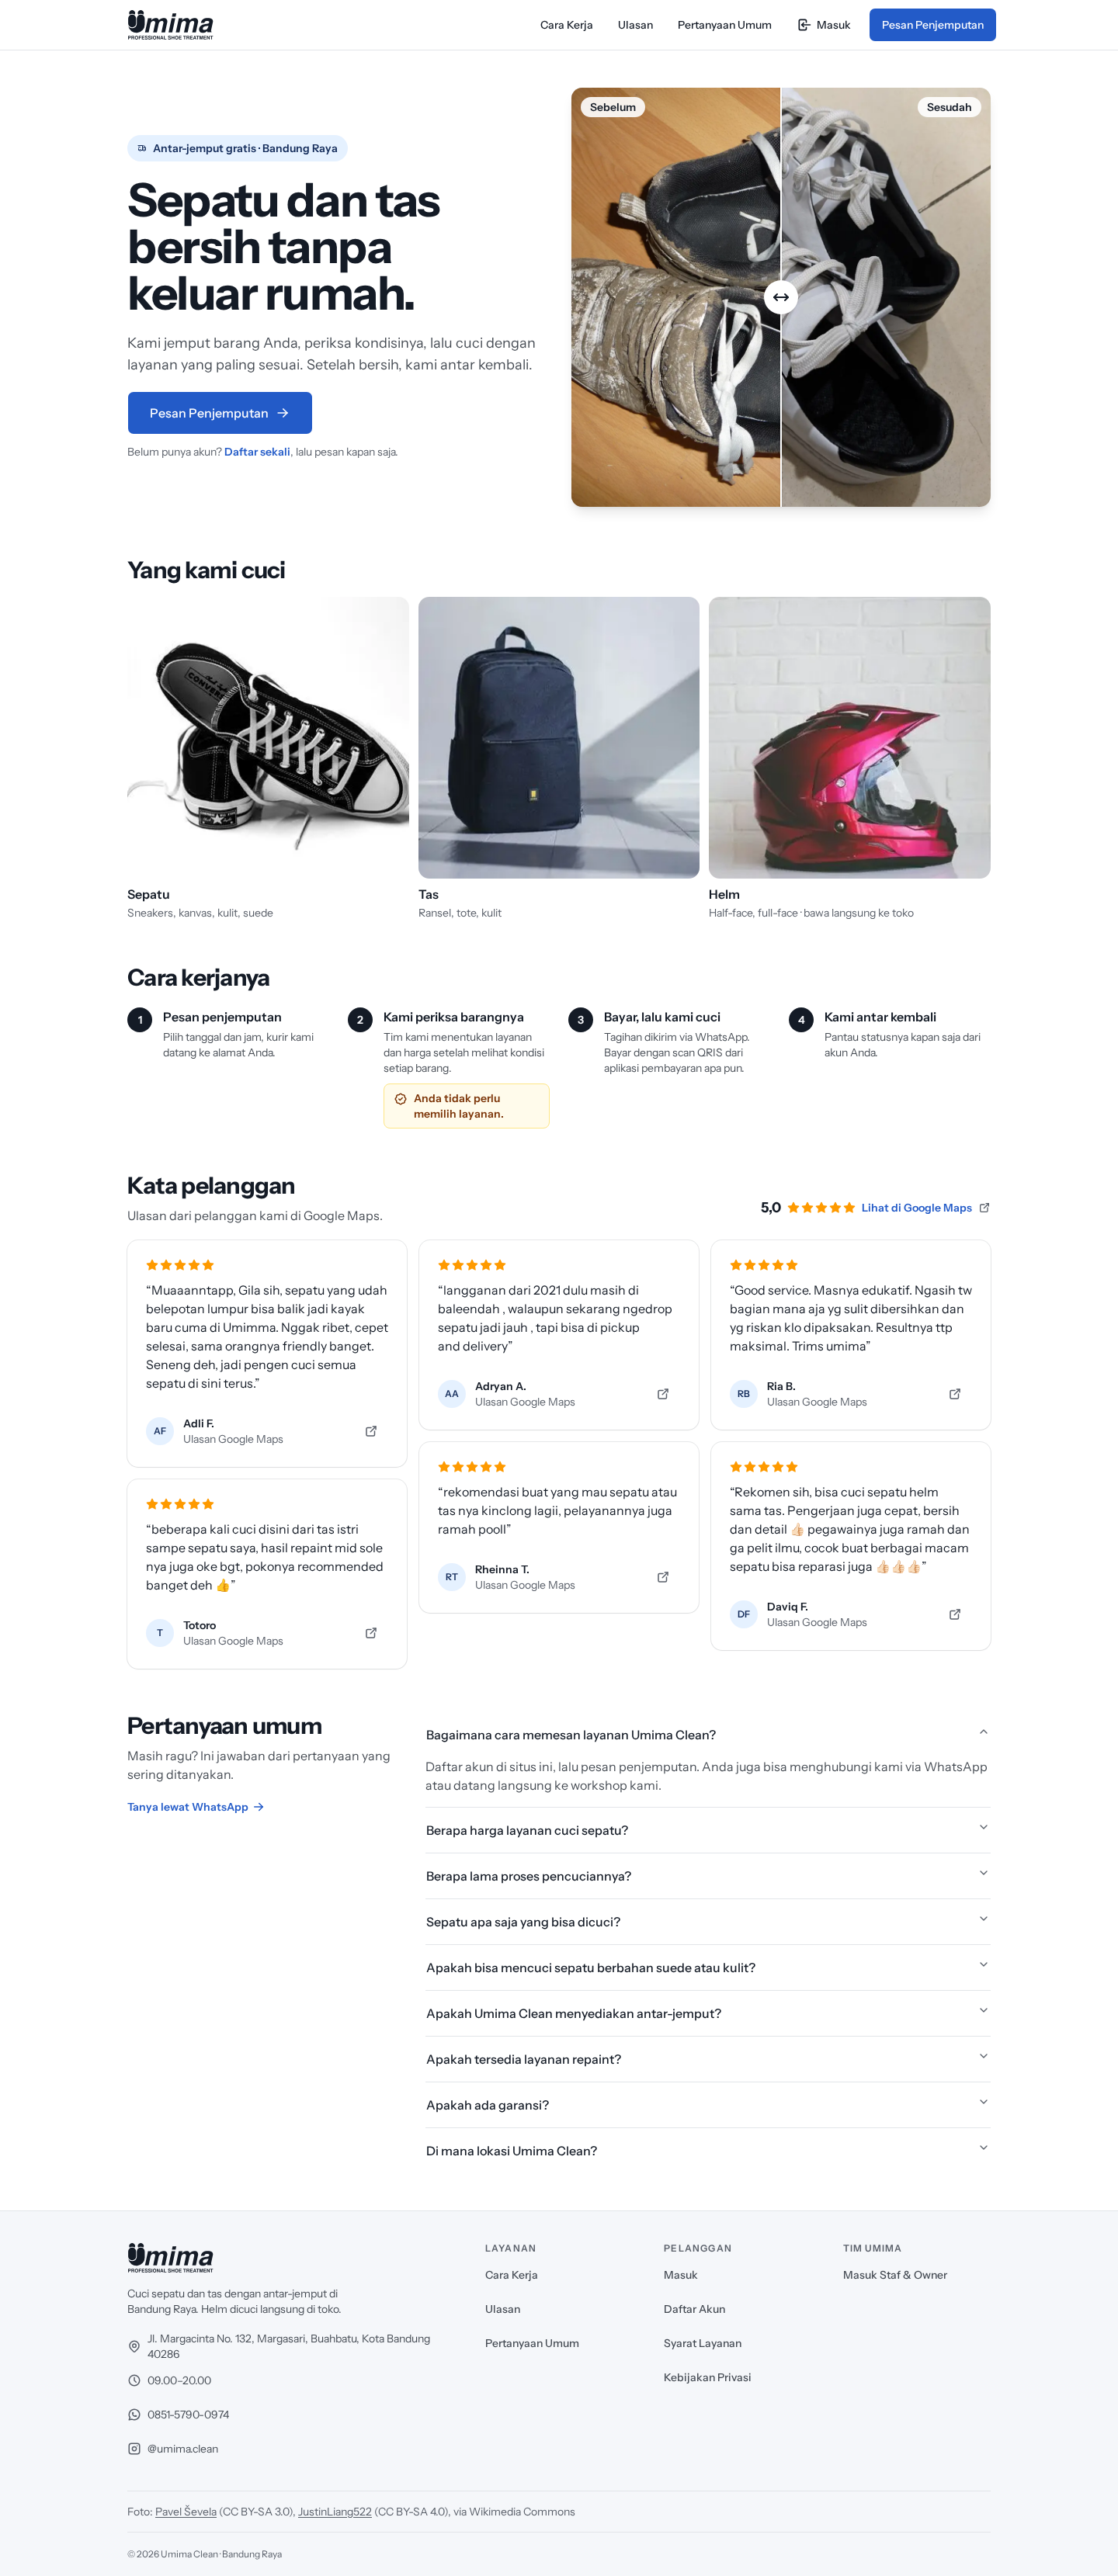 Umima
PROFESSIONAL SHOE TREATMENT
Cara Kerja
Ulasan
Pertanyaan Umum
Masuk
Pesan Penjemputan
Antar-jemput gratis · Bandung Raya
Sepatu dan tas
bersih tanpa
keluar rumah.
Kami jemput barang Anda, periksa kondisinya, lalu cuci dengan
layanan yang paling sesuai. Setelah bersih, kami antar kembali.
Pesan Penjemputan
Belum punya akun? Daftar sekali, lalu pesan kapan saja.
Sebelum
Sesudah
Yang kami cuci
CONVERSE
Sepatu
Sneakers, kanvas, kulit, suede
Tas
Ransel, tote, kulit
Helm
Half-face, full-face · bawa langsung ke toko
Cara kerjanya
1
Pesan penjemputan
Pilih tanggal dan jam, kurir kami
datang ke alamat Anda.
2
Kami periksa barangnya
Tim kami menentukan layanan
dan harga setelah melihat kondisi
setiap barang.
Anda tidak perlu
memilih layanan.
3
Bayar, lalu kami cuci
Tagihan dikirim via WhatsApp.
Bayar dengan scan QRIS dari
aplikasi pembayaran apa pun.
4
Kami antar kembali
Pantau statusnya kapan saja dari
akun Anda.
Kata pelanggan
Ulasan dari pelanggan kami di Google Maps.
5,0
Lihat di Google Maps
“Muaaanntapp, Gila sih, sepatu yang udah
belepotan lumpur bisa balik jadi kayak
baru cuma di Umimma. Nggak ribet, cepet
selesai, sama orangnya friendly banget.
Seneng deh, jadi pengen cuci semua
sepatu di sini terus.”
AF
Adli F.
Ulasan Google Maps
“beberapa kali cuci disini dari tas istri
sampe sepatu saya, hasil repaint mid sole
nya juga oke bgt, pokonya recommended
banget deh 👍”
T
Totoro
Ulasan Google Maps
“langganan dari 2021 dulu masih di
baleendah , walaupun sekarang ngedrop
sepatu jadi jauh , tapi bisa di pickup
and delivery”
AA
Adryan A.
Ulasan Google Maps
“rekomendasi buat yang mau sepatu atau
tas nya kinclong lagii, pelayanannya juga
ramah pooll”
RT
Rheinna T.
Ulasan Google Maps
“Good service. Masnya edukatif. Ngasih tw
bagian mana aja yg sulit dibersihkan dan
yg riskan klo dipaksakan. Resultnya ttp
maksimal. Trims umima”
RB
Ria B.
Ulasan Google Maps
“Rekomen sih, bisa cuci sepatu helm
sama tas. Pengerjaan juga cepat, bersih
dan detail 👍🏻 pegawainya juga ramah dan
ga pelit ilmu, cocok buat berbagai macam
sepatu bisa reparasi juga 👍🏻👍🏻👍🏻”
DF
Daviq F.
Ulasan Google Maps
Pertanyaan umum
Masih ragu? Ini jawaban dari pertanyaan yang
sering ditanyakan.
Tanya lewat WhatsApp
Bagaimana cara memesan layanan Umima Clean?
Daftar akun di situs ini, lalu pesan penjemputan. Anda juga bisa menghubungi kami via WhatsApp
atau datang langsung ke workshop kami.
Berapa harga layanan cuci sepatu?
Berapa lama proses pencuciannya?
Sepatu apa saja yang bisa dicuci?
Apakah bisa mencuci sepatu berbahan suede atau kulit?
Apakah Umima Clean menyediakan antar-jemput?
Apakah tersedia layanan repaint?
Apakah ada garansi?
Di mana lokasi Umima Clean?
Umima
PROFESSIONAL SHOE TREATMENT
Cuci sepatu dan tas dengan antar-jemput di
Bandung Raya. Helm dicuci langsung di toko.
Jl. Margacinta No. 132, Margasari, Buahbatu, Kota Bandung
40286
09.00–20.00
0851-5790-0974
@umima.clean
LAYANAN
Cara Kerja
Ulasan
Pertanyaan Umum
PELANGGAN
Masuk
Daftar Akun
Syarat Layanan
Kebijakan Privasi
TIM UMIMA
Masuk Staf & Owner
Foto: Pavel Ševela (CC BY-SA 3.0), JustinLiang522 (CC BY-SA 4.0), via Wikimedia Commons
© 2026 Umima Clean · Bandung Raya